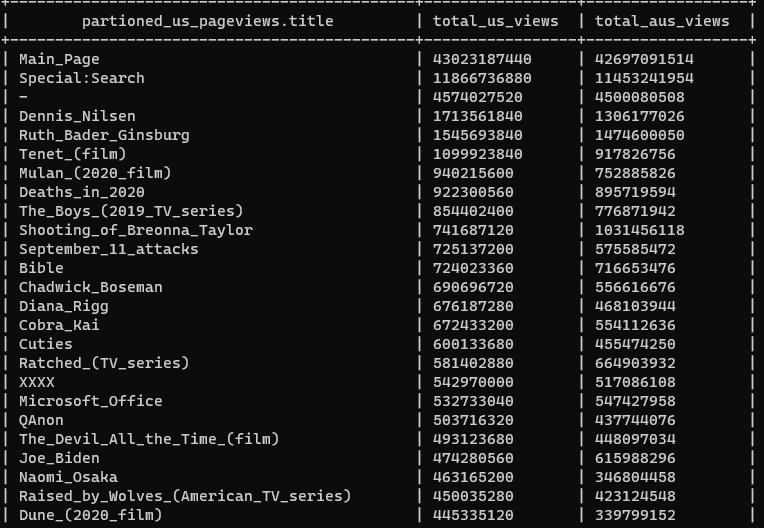 | partioned_us_pageviews.title | total_us_views | total_aus_views |
| Main_Page | 43023187440 | 42697091514 |
| Special:Search | 11866736880 | 11453241954 |
| - | 4574027520 | 4500080508 |
| Dennis_Nilsen | 1713561840 | 1306177026 |
| Ruth_Bader_Ginsburg | 1545693840 | 1474600050 |
| Tenet_(film) | 1099923840 | 917826756 |
| Mulan_(2020_film) | 940215600 | 752885826 |
| Deaths_in_2020 | 922300560 | 895719594 |
| The_Boys_(2019_TV_series) | 854402400 | 776871942 |
| Shooting_of_Breonna_Taylor | 741687120 | 1031456118 |
| September_11_attacks | 725137200 | 575585472 |
| Bible | 724023360 | 716653476 |
| Chadwick_Boseman | 690696720 | 556616676 |
| Diana_Rigg | 676187280 | 468103944 |
| Cobra_Kai | 672433200 | 554112636 |
| Cuties | 600133680 | 455474250 |
| Ratched_(TV_series) | 581402880 | 664903932 |
| XXXX | 542970000 | 517086108 |
| Microsoft_Office | 532733040 | 547427958 |
| QAnon | 503716320 | 437744076 |
| The_Devil_All_the_Time_(film) | 493123680 | 448097034 |
| Joe_Biden | 474280560 | 615988296 |
| Naomi_Osaka | 463165200 | 346804458 |
| Raised_by_Wolves_(American_TV_series) | 450035280 | 423124548 |
| Dune_(2020_film) | 445335120 | 339799152 |